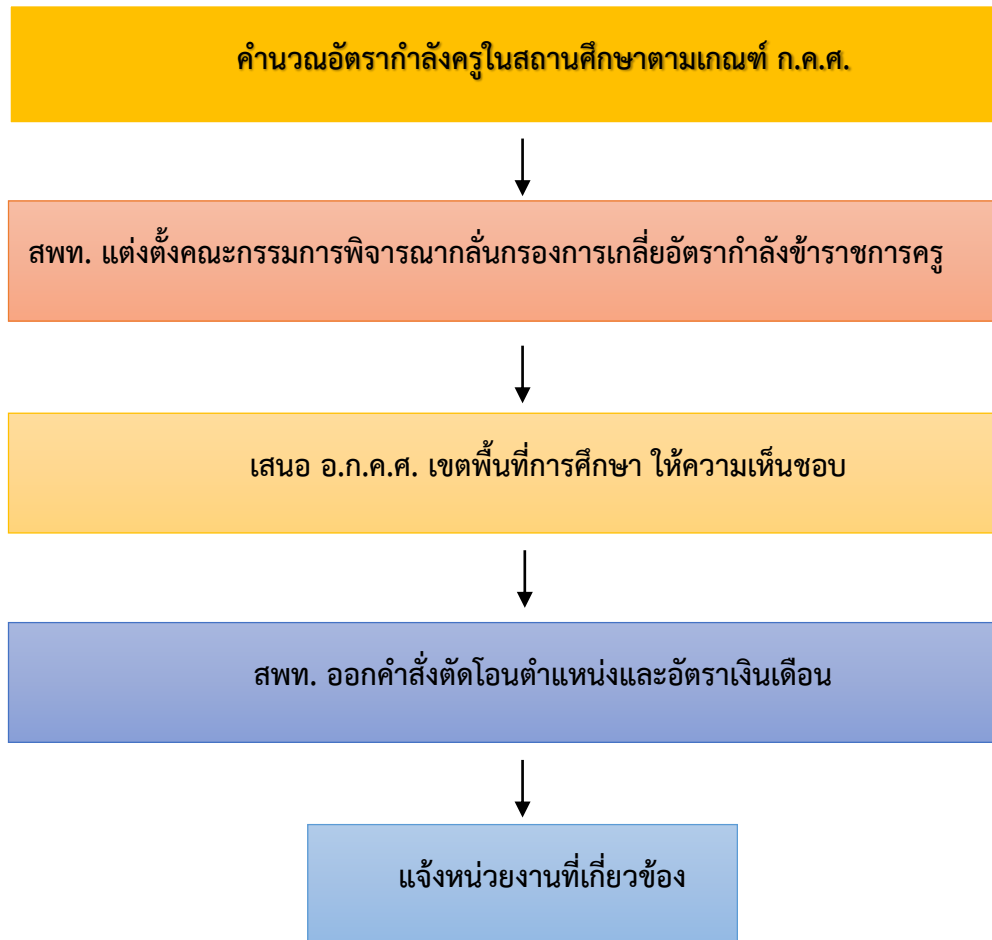 คำนวณอัตรากำลังครูในสถานศึกษาตามเกณฑ์ ก.ค.ศ.
สพท. แต่งตั้งคณะกรรมการพิจารณากลั่นกรองการเกลี่ยอัตรากำลังข้าราชการครู
เสนอ อ.ก.ค.ศ. เขตพื้นที่การศึกษา ให้ความเห็นชอบ
สพท. ออกคำสั่งตัดโอนตำแหน่งและอัตราเงินเดือน
แจ้งหน่วยงานที่เกี่ยวข้อง